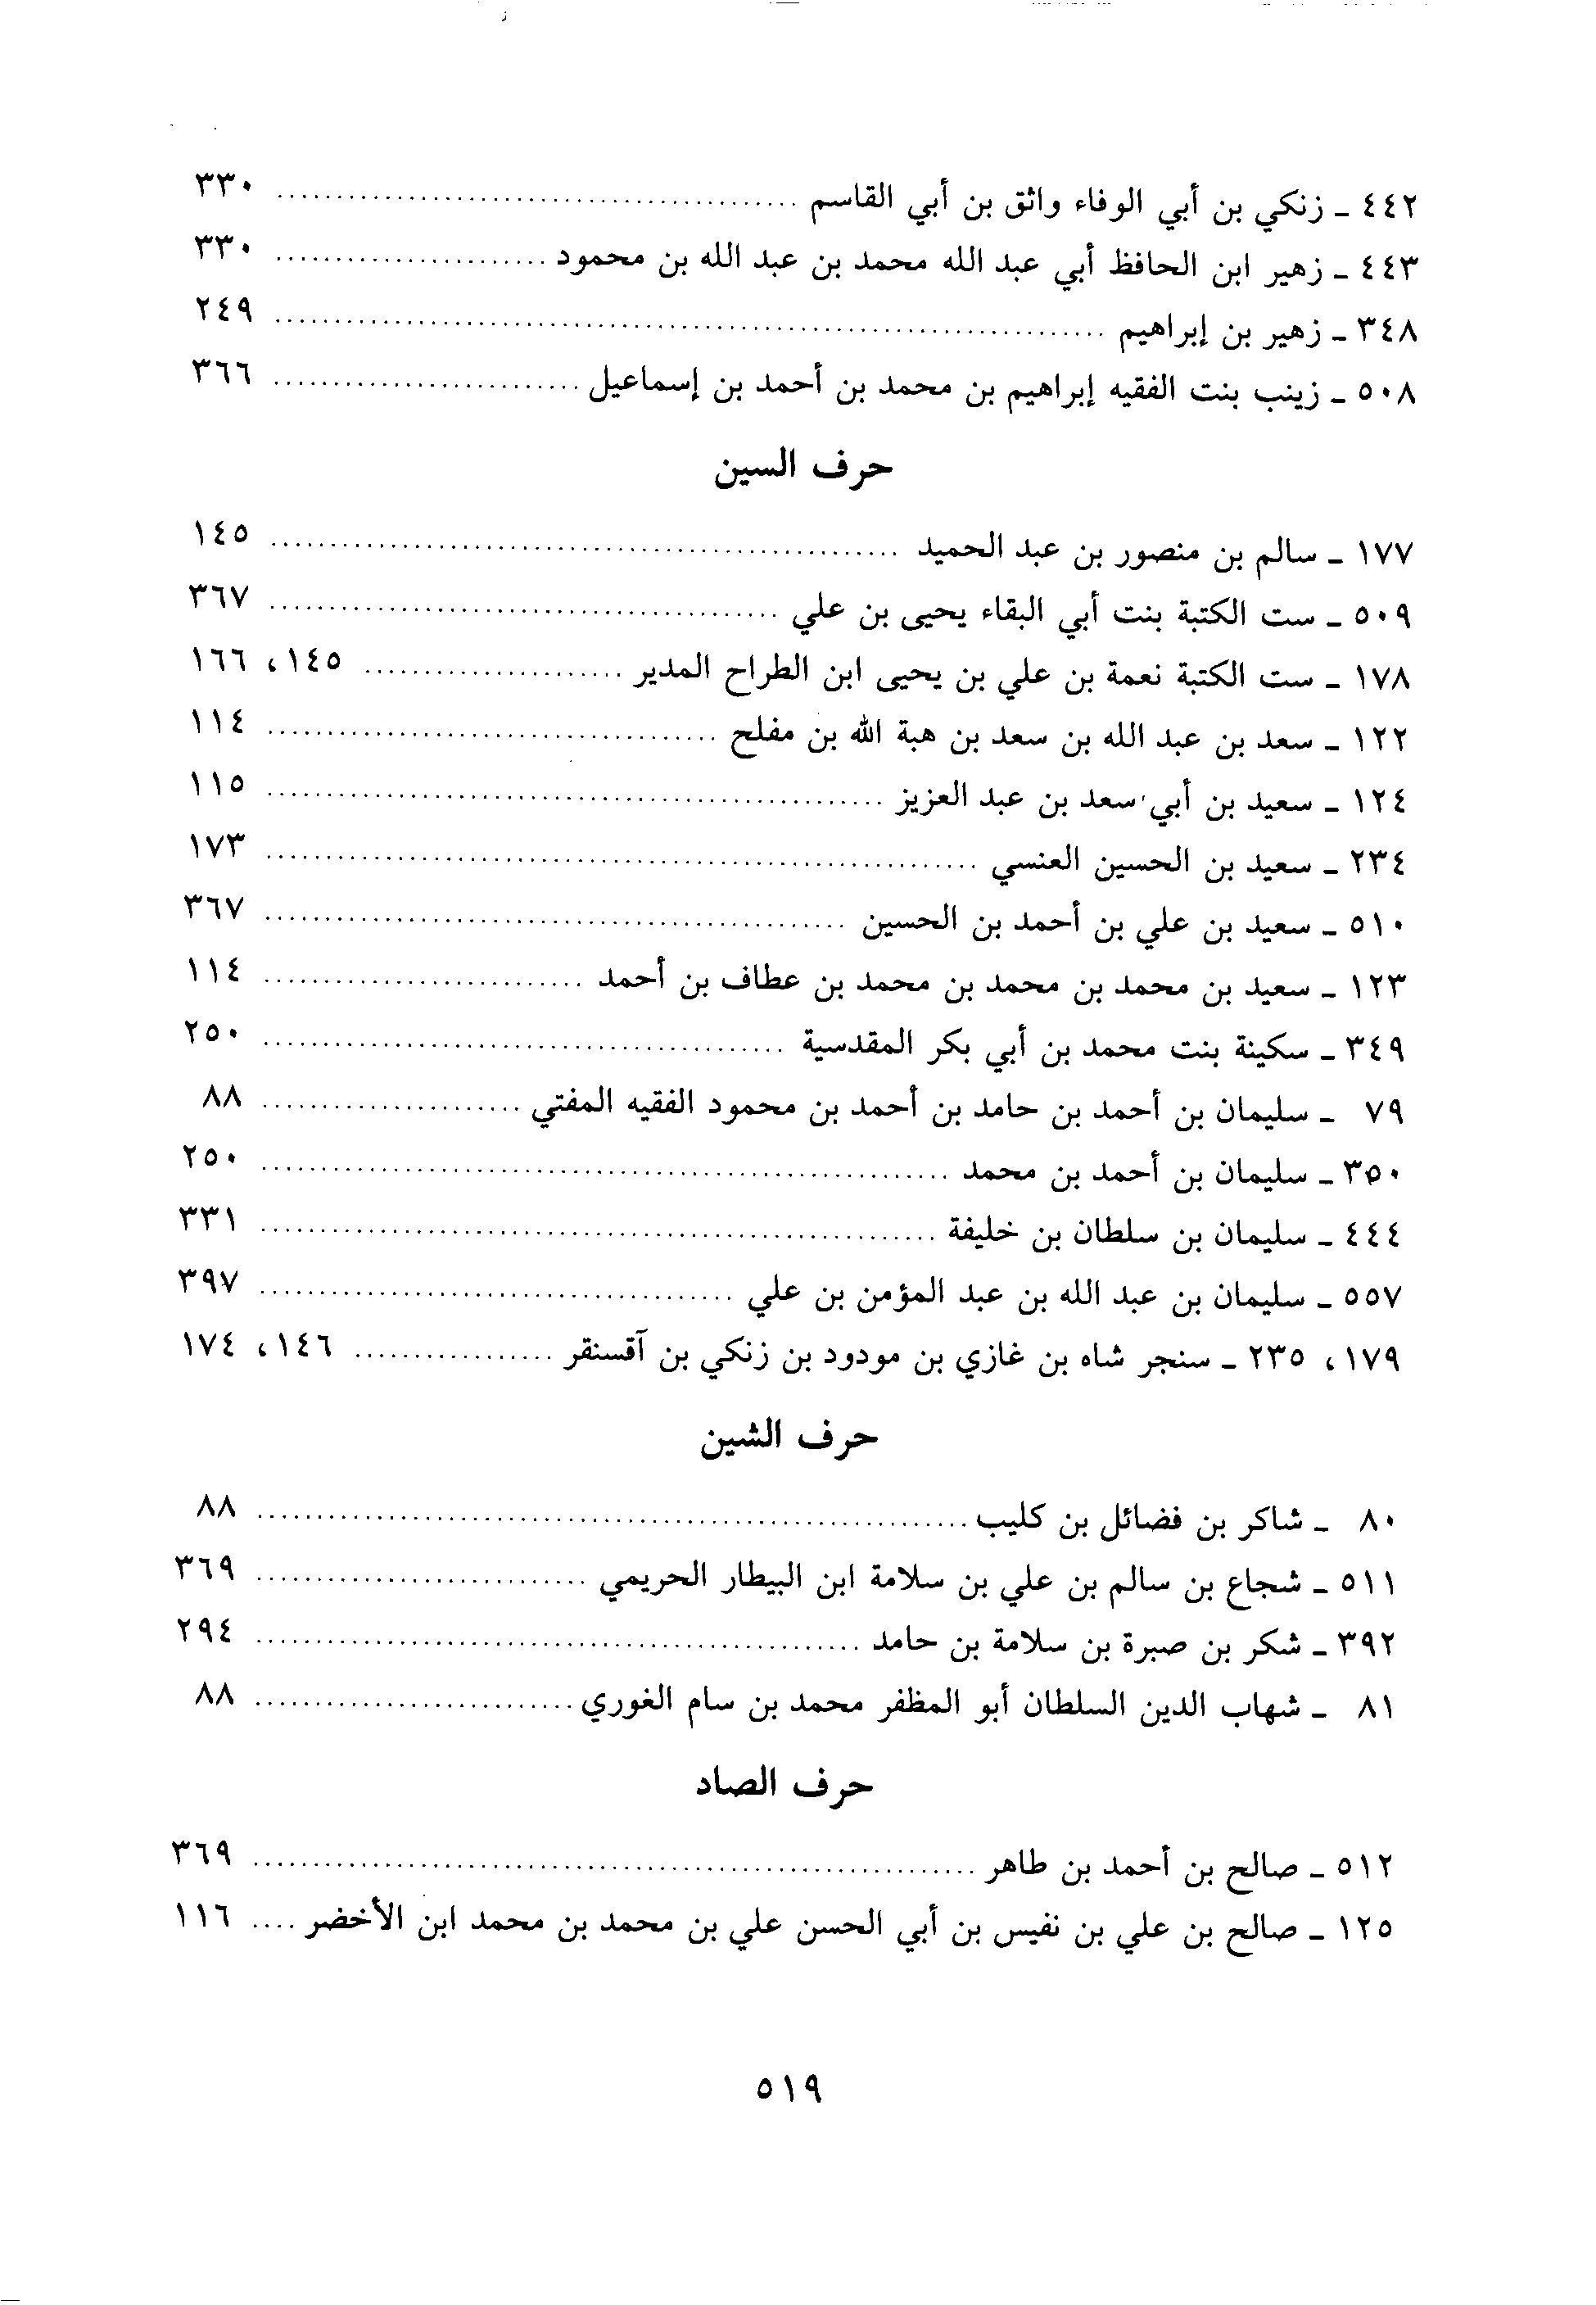 ٤٤٢ ـ زنكي بن أبي الوفاء واثق بن أبي القاسم ........ ٣٣٠
٤٤٣ ـ زهير ابن الحافظ أبي عبد الله محمد بن عبد الله بن محمود ........ ٣٣٠
٣٤٨ ـ زهير بن إبراهيم ........ ٢٤٩
٥٠٨ ـ زينب بنت الفقيه إبراهيم بن محمد بن أحمد بن إسماعيل ........ ٣٦٦
حرف السين
١٧٧ ـ سالم بن منصور بن عبد الحميد ........ ١٤٥
٥٠٩ ـ ست الكتبة بنت أبي البقاء يحيى بن علي ........ ٣٦٧
١٧٨ ـ ست الكتبة نعمة بن علي بن يحيى ابن الطراح المدير ........ ١٤٥، ١٦٦
١٢٢ ـ سعد بن عبد الله بن سعد بن هبة الله بن مفلح ........ ١١٤
١٢٤ ـ سعيد بن أبي سعد بن عبد العزيز ........ ١١٥
٢٣٤ ـ سعيد بن الحسين العنسي ........ ١٧٣
٥١٠ ـ سعيد بن علي بن أحمد بن الحسين ........ ٣٦٧
١٢٣ ـ سعيد بن محمد بن محمد بن محمد بن عطاف بن أحمد ........ ١١٤
٣٤٩ ـ سكينة بنت محمد بن أبي بكر المقدسية ........ ٢٥٠
٧٩ ـ سليمان بن أحمد بن حامد بن أحمد بن محمود الفقيه المفتي ........ ٨٨
٣٥٠ ـ سليمان بن أحمد بن محمد ........ ٢٥٠
٤٤٤ ـ سليمان بن سلطان بن خليفة ........ ٣٣١
٥٥٧ ـ سليمان بن عبد الله بن عبد المؤمن بن علي ........ ٣٩٧
١٧٩، ٢٣٥ ـ سنجر شاه بن غازي بن مودود بن زنكي بن آقسنقر ........ ١٤٦، ١٧٤
حرف الشين
٨٠ ـ شاكر بن فضائل بن كليب ........ ٨٨
٥١١ ـ شجاع بن سالم بن علي بن سلامة ابن البيطار الحريمي ........ ٣٦٩
٣٩٢ ـ شكر بن صبرة بن سلامة بن حامد ........ ٢٩٤
٨١ ـ شهاب الدين السلطان أبو المظفر محمد بن سام الغوري ........ ٨٨
حرف الصاد
٥١٢ ـ صالح بن أحمد بن طاهر ........ ٣٦٩
١٢٥ ـ صالح بن علي بن نفيس بن أبي الحسن علي بن محمد بن محمد ابن الأخضر .... ١١٦
٥١٩